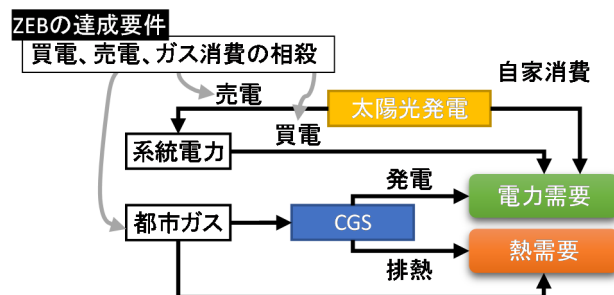 ZEBの達成要件
買電、売電、ガス消費の相殺
自家消費
売電
太陽光発電
買電
系統電力
発電
電力需要
都市ガス
CGS
排熱
熱需要